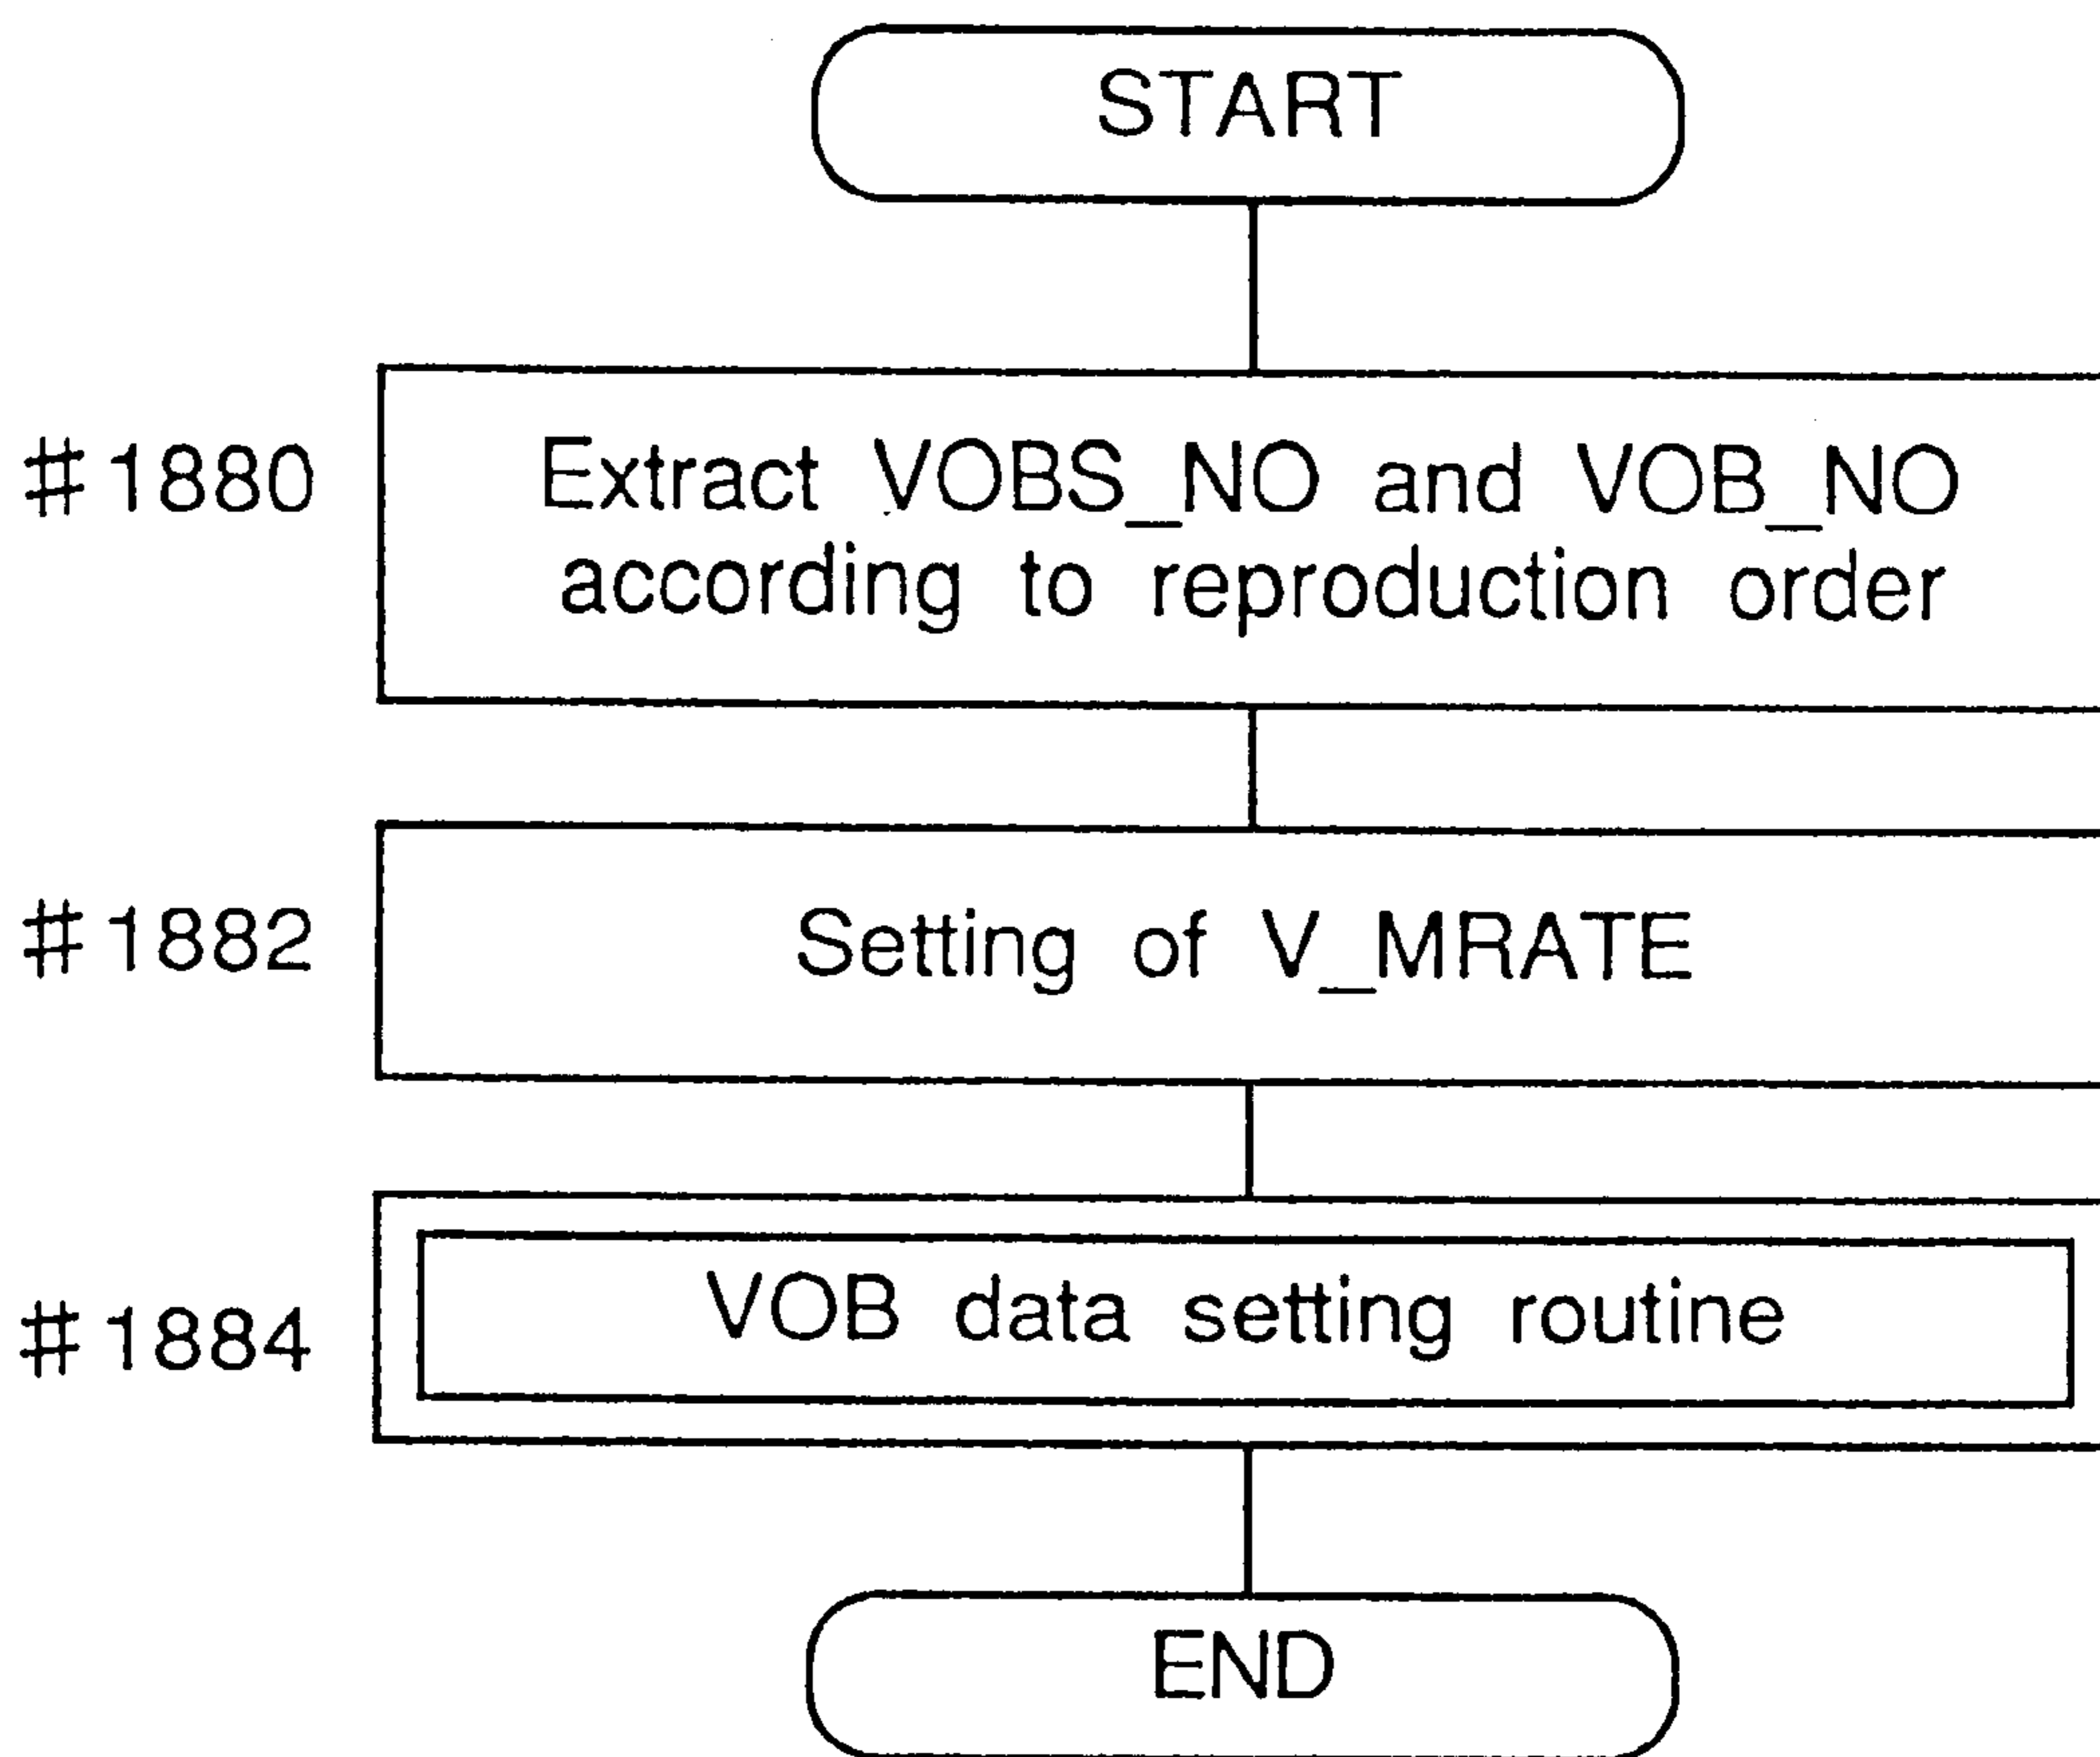 START
#1880
Extract VOBS_NO and VOB_NO
according to reproduction order
#1882
Setting of V_MRATE
#1884
VOB data setting routine
END